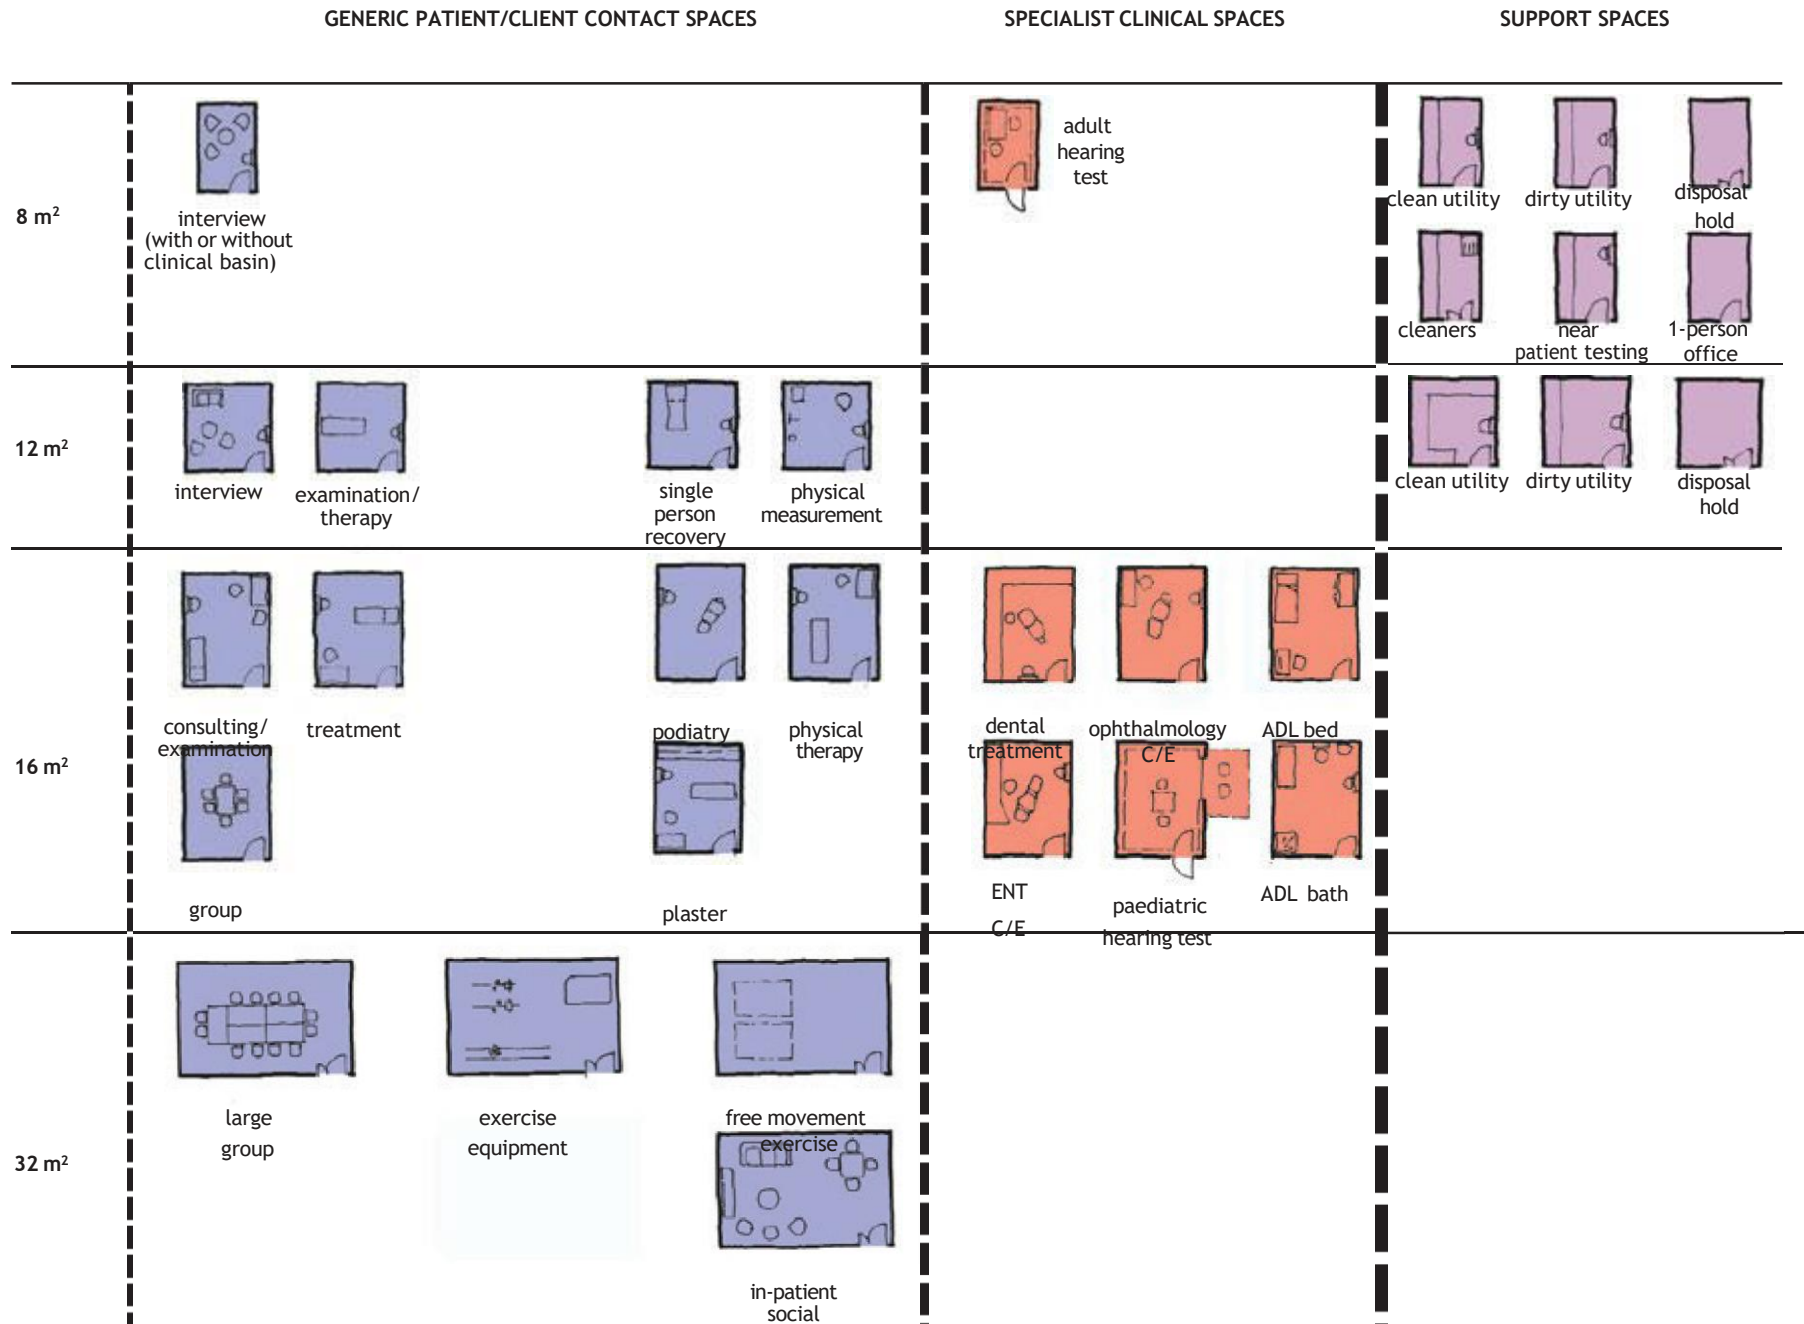 GENERIC PATIENT/CLIENT CONTACT SPACES
SPECIALIST CLINICAL SPACES
SUPPORT SPACES
8 m²
interview
(with or without
clinical basin)
adult
hearing
test
clean utility
dirty utility
disposal
hold
cleaners
near
patient testing
1-person
office
12 m²
interview
examination/
therapy
single
person
recovery
physical
measurement
clean utility
dirty utility
disposal
hold
16 m²
consulting/
examination
treatment
podiatry
physical
therapy
dental
treatment
ophthalmology
C/E
ADL bed
group
plaster
ENT
C/E
paediatric
hearing test
ADL bath
32 m²
large
group
exercise
equipment
free movement
exercise
in-patient
social